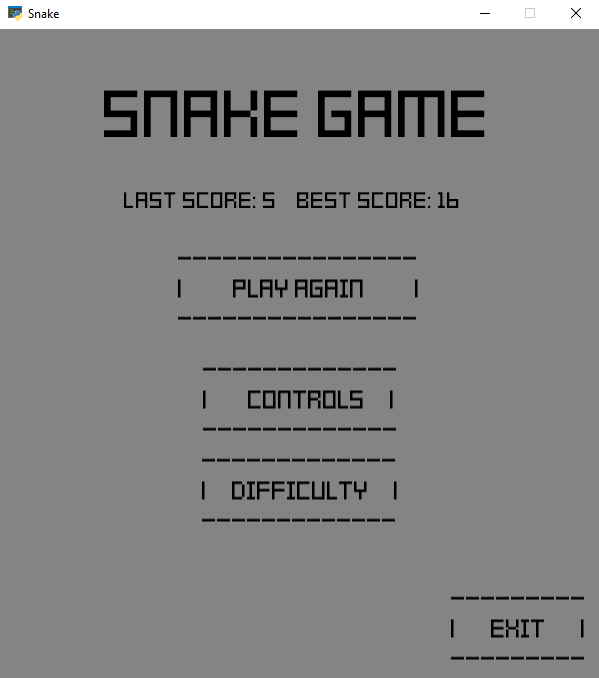 Snake
SNAKE GAME
LAST SCORE: 5 BEST SCORE: 16
----------------
| PLAY AGAIN |
----------------
-------------
| CONTROLS |
-------------
-------------
| DIFFICULTY |
-------------
---------
| EXIT |
---------